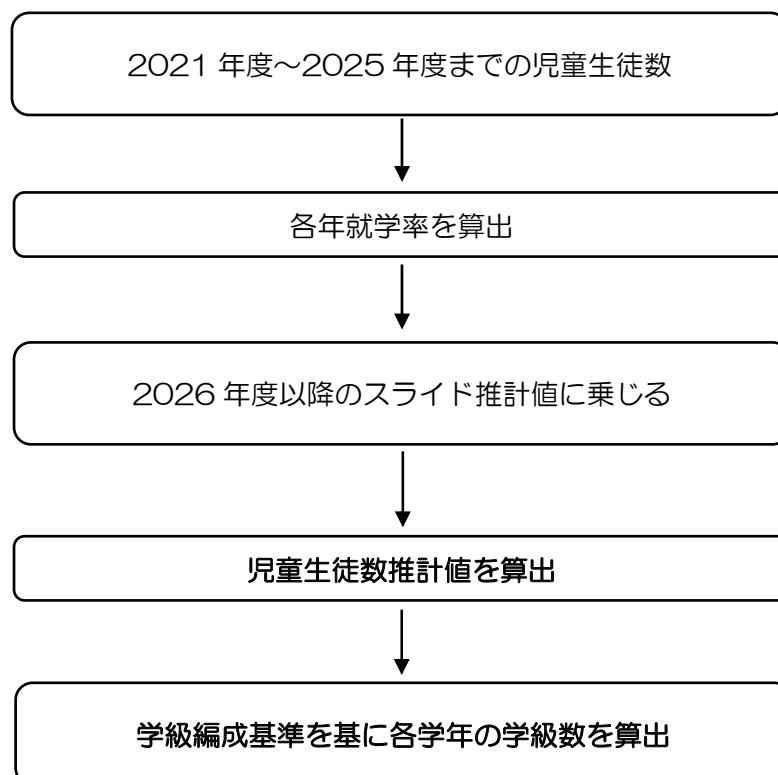 2021 年度～2025 年度までの児童生徒数
各年就学率を算出
2026 年度以降のスライド推計値に乗じる
児童生徒数推計値を算出
学級編成基準を基に各学年の学級数を算出